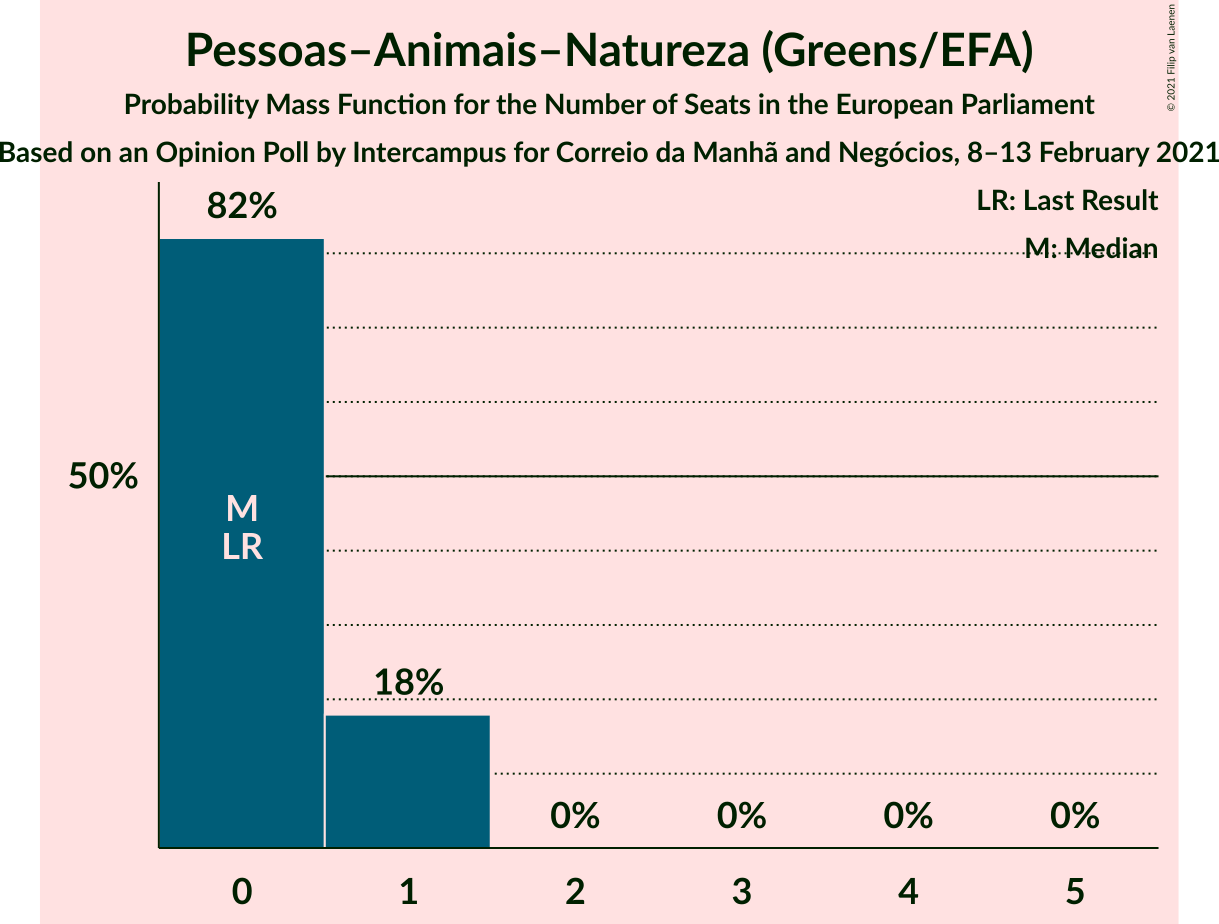 Pessoas–Animais–Natureza (Greens/EFA)
Probability Mass Function for the Number of Seats in the European Parliament
Based on an Opinion Poll by Intercampus for Correio da Manhã and Negócios, 8–13 February 2021
© 2021 Filip van Laenen
LR: Last Result
M: Median
82%
50%
M
LR
18%
0% 0% 0% 0%
0 1 2 3 4 5